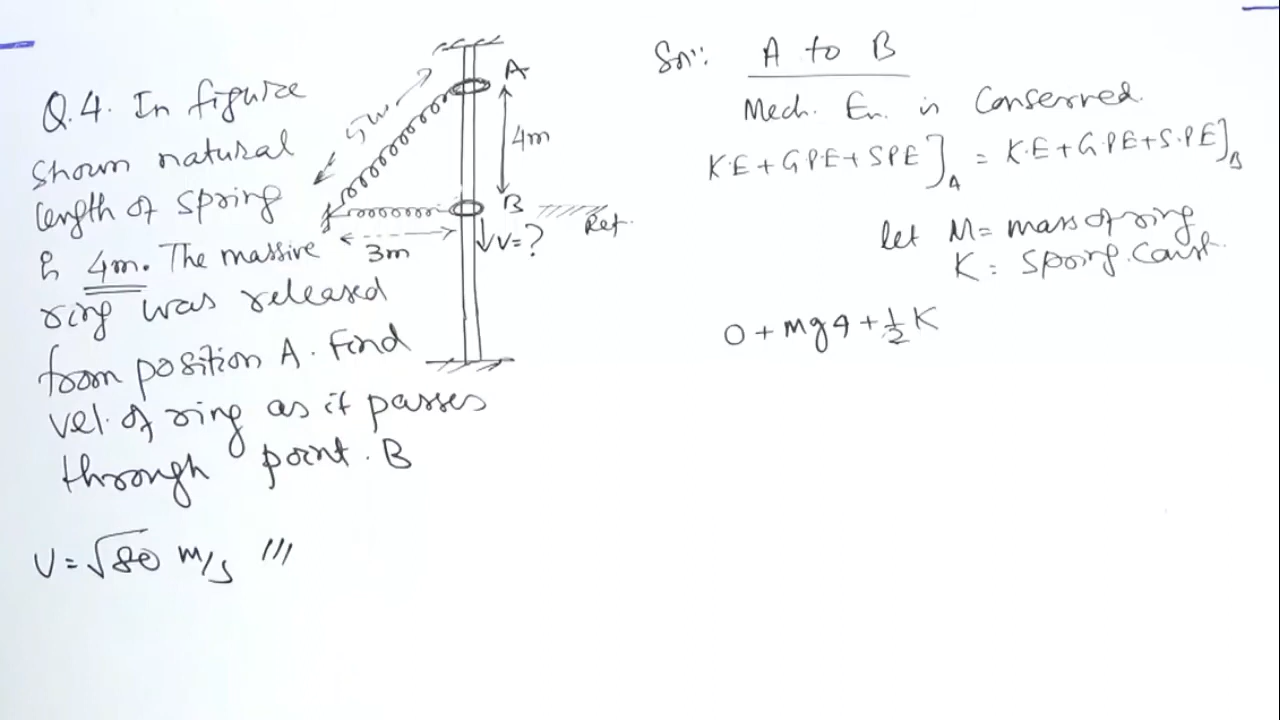 Q.4. In figure
shown natural
length of spring
is 4m. The massive
ring was released
from position A. Find
vel. of ring as it passes
through point. B
V = √80 m/s
5m
A
4m
B
Ref.
3m
V=?
Soln: A to B
Mech. En. is Conserved.
K.E + G.P.E + S.P.E]A = K.E + G.P.E + S.P.E]B
let M = mass of ring
K = Spring. Const.
0 + mg4 + 1/2 K